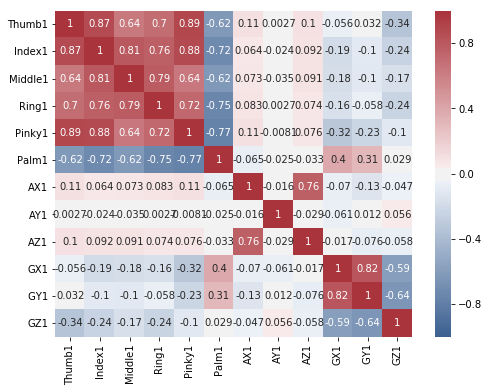 Thumb1 1 0.87 0.64 0.7 0.89 -0.62 0.11 0.0027 0.1 -0.056 0.032 -0.34
Index1 0.87 1 0.81 0.76 0.88 -0.72 0.064 -0.024 0.092 -0.19 -0.1 -0.24
Middle1 0.64 0.81 1 0.79 0.64 -0.62 0.073 -0.035 0.091 -0.18 -0.1 -0.17
Ring1 0.7 0.76 0.79 1 0.72 -0.75 0.083 0.0027 0.074 -0.16 -0.058 -0.24
Pinky1 0.89 0.88 0.64 0.72 1 -0.77 0.11 -0.0081 0.076 -0.32 -0.23 -0.1
Palm1 -0.62 -0.72 -0.62 -0.75 -0.77 1 -0.065 -0.025 -0.033 0.4 0.31 0.029
AX1 0.11 0.064 0.073 0.083 0.11 -0.065 1 -0.016 0.76 -0.07 -0.13 -0.047
AY1 0.0027 -0.024 -0.035 0.0027 -0.0081 -0.025 -0.016 1 -0.029 -0.061 0.012 0.056
AZ1 0.1 0.092 0.091 0.074 0.076 -0.033 0.76 -0.029 1 -0.017 -0.076 -0.058
GX1 -0.056 -0.19 -0.18 -0.16 -0.32 0.4 -0.07 -0.061 -0.017 1 0.82 -0.59
GY1 0.032 -0.1 -0.1 -0.058 -0.23 0.31 -0.13 0.012 -0.076 0.82 1 -0.64
GZ1 -0.34 -0.24 -0.17 -0.24 -0.1 0.029 -0.047 0.056 -0.058 -0.59 -0.64 1
Thumb1 Index1 Middle1 Ring1 Pinky1 Palm1 AX1 AY1 AZ1 GX1 GY1 GZ1
0.8
0.4
0.0
−0.4
−0.8